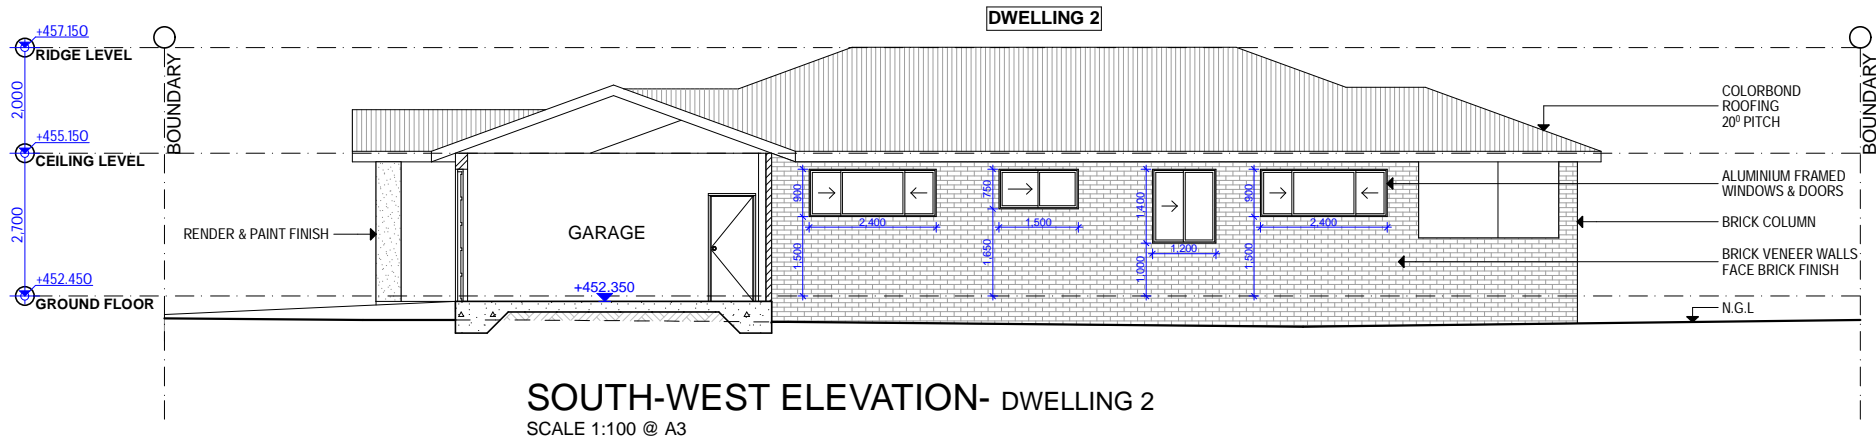 DWELLING 2
+457.150
RIDGE LEVEL
2,000
+455.150
CEILING LEVEL
2,700
+452.450
GROUND FLOOR
BOUNDARY
RENDER & PAINT FINISH
GARAGE
+452.350
900
2,400
1,500
750
1,500
1,650
1,400
1,200
1,000
900
2,400
1,500
COLORBOND
ROOFING
20⁰ PITCH
ALUMINIUM FRAMED
WINDOWS & DOORS
BRICK COLUMN
BRICK VENEER WALLS
FACE BRICK FINISH
N.G.L
BOUNDARY
SOUTH-WEST ELEVATION- DWELLING 2
SCALE 1:100 @ A3